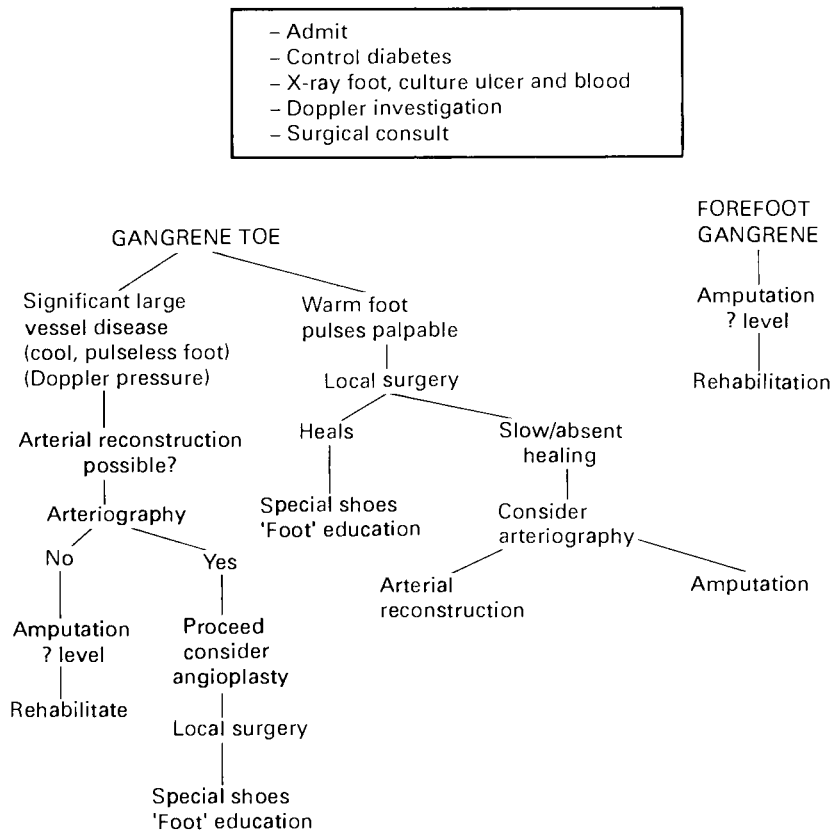 – Admit
– Control diabetes
– X-ray foot, culture ulcer and blood
– Doppler investigation
– Surgical consult
GANGRENE TOE
Significant large
vessel disease
(cool, pulseless foot)
(Doppler pressure)
Arterial reconstruction
possible?
Arteriography
No
Amputation
? level
Rehabilitate
Yes
Proceed
consider
angioplasty
Local surgery
Special shoes
'Foot' education
Warm foot
pulses palpable
Local surgery
Heals
Special shoes
'Foot' education
Slow/absent
healing
Consider
arteriography
Arterial
reconstruction
Amputation
FOREFOOT
GANGRENE
Amputation
? level
Rehabilitation